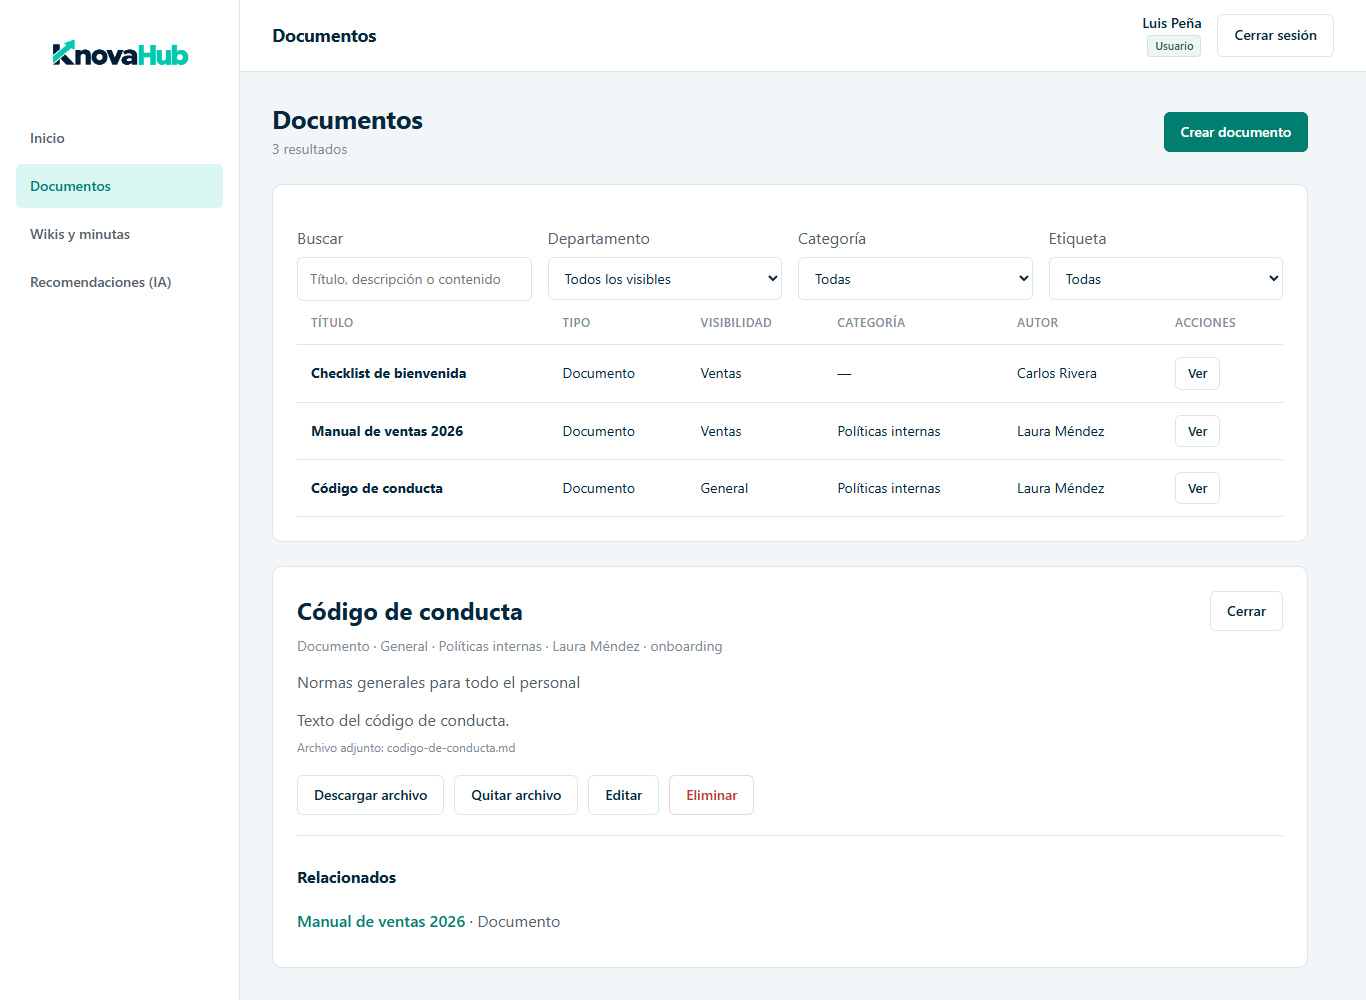 KnovaHub
Inicio
Documentos
Wikis y minutas
Recomendaciones (IA)
Documentos
Luis Peña
Usuario
Cerrar sesión
Documentos
3 resultados
Crear documento
Buscar
Departamento
Categoría
Etiqueta
Título, descripción o contenido
Todos los visibles
Todas
Todas
TÍTULO TIPO VISIBILIDAD CATEGORÍA AUTOR ACCIONES
Checklist de bienvenida Documento Ventas — Carlos Rivera Ver
Manual de ventas 2026 Documento Ventas Políticas internas Laura Méndez Ver
Código de conducta Documento General Políticas internas Laura Méndez Ver
Código de conducta
Cerrar
Documento · General · Políticas internas · Laura Méndez · onboarding
Normas generales para todo el personal
Texto del código de conducta.
Archivo adjunto: codigo-de-conducta.md
Descargar archivo
Quitar archivo
Editar
Eliminar
Relacionados
Manual de ventas 2026 · Documento